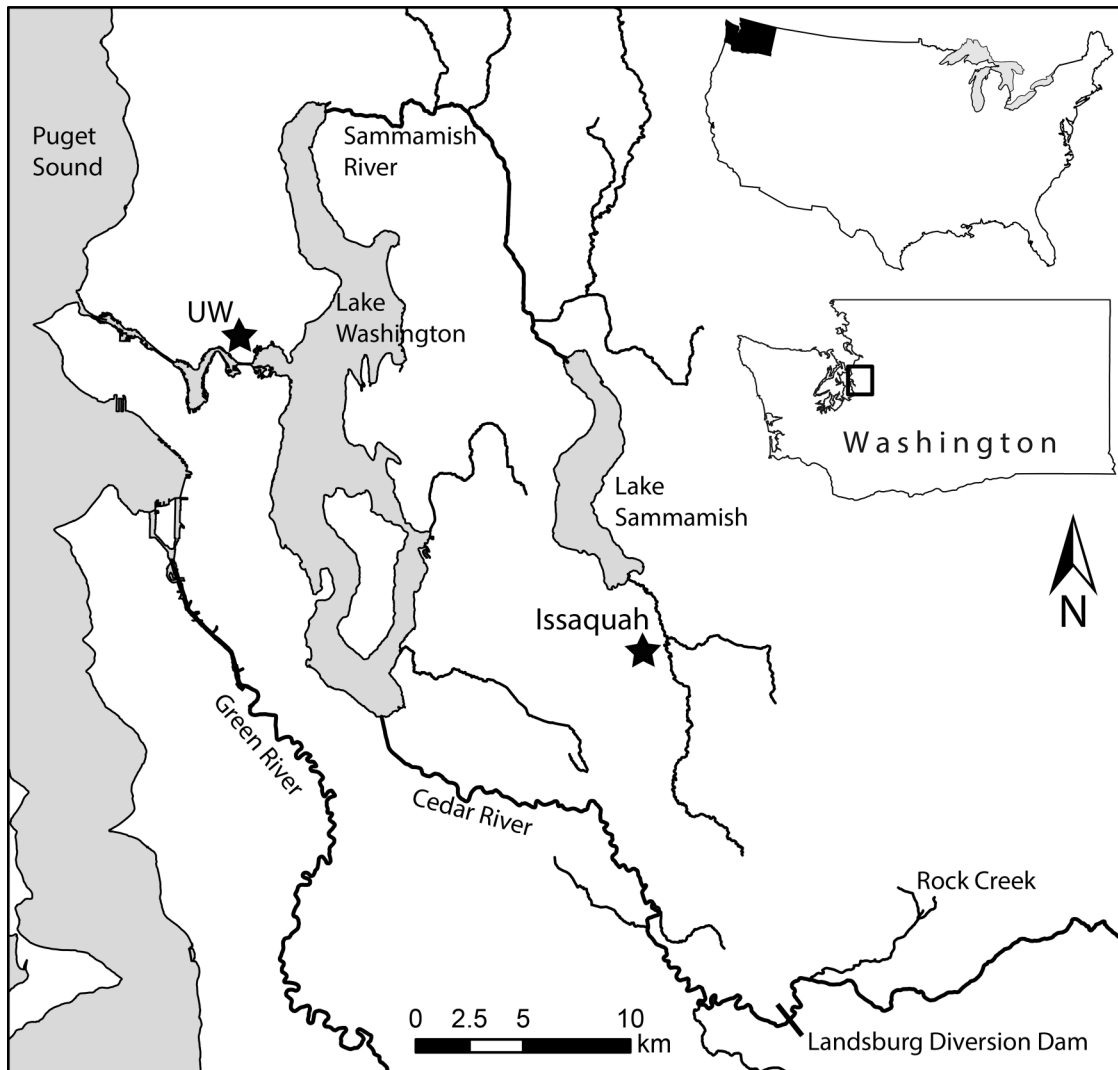 Puget
Sound
Sammamish
River
UW
Lake
Washington
Washington
Lake
Sammamish
N
Issaquah
Green River
Cedar River
Rock Creek
0 2.5 5 10
km
Landsburg Diversion Dam